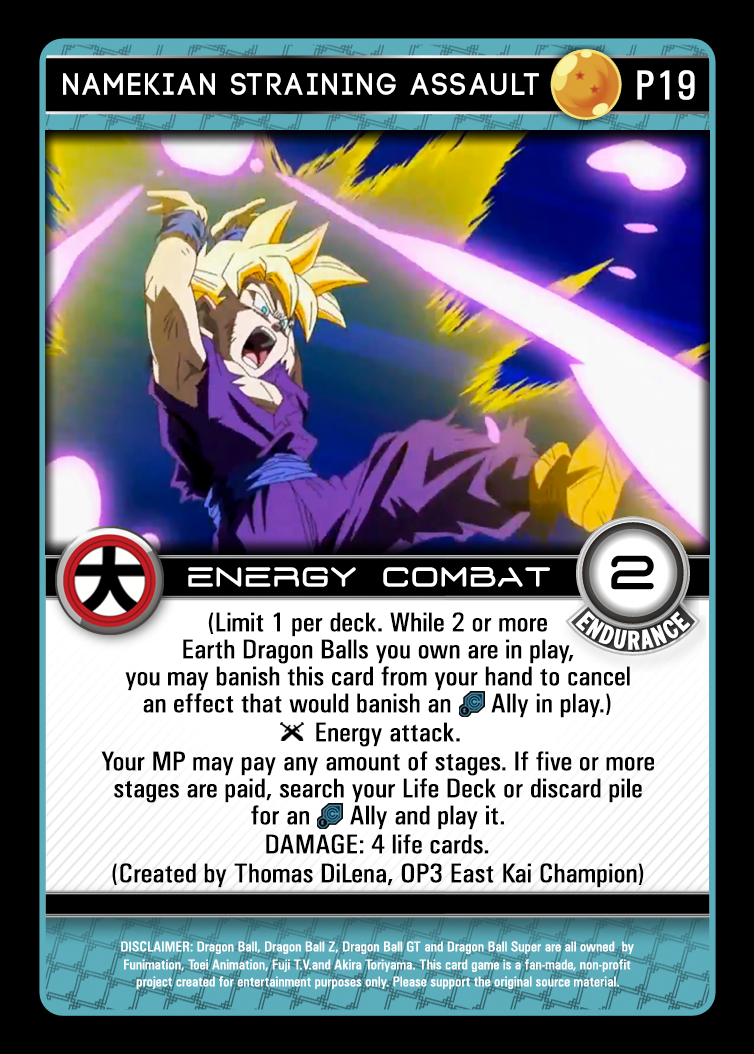 NAMEKIAN STRAINING ASSAULT P19
大 ENERGY COMBAT 2
ENDURANCE
(Limit 1 per deck. While 2 or more
Earth Dragon Balls you own are in play,
you may banish this card from your hand to cancel
an effect that would banish an Ally in play.)
Energy attack.
Your MP may pay any amount of stages. If five or more
stages are paid, search your Life Deck or discard pile
for an Ally and play it.
DAMAGE: 4 life cards.
(Created by Thomas DiLena, OP3 East Kai Champion)
DISCLAIMER: Dragon Ball, Dragon Ball Z, Dragon Ball GT and Dragon Ball Super are all owned by
Funimation, Toei Animation, Fuji T.V.and Akira Toriyama. This card game is a fan-made, non-profit
project created for entertainment purposes only. Please support the original source material.